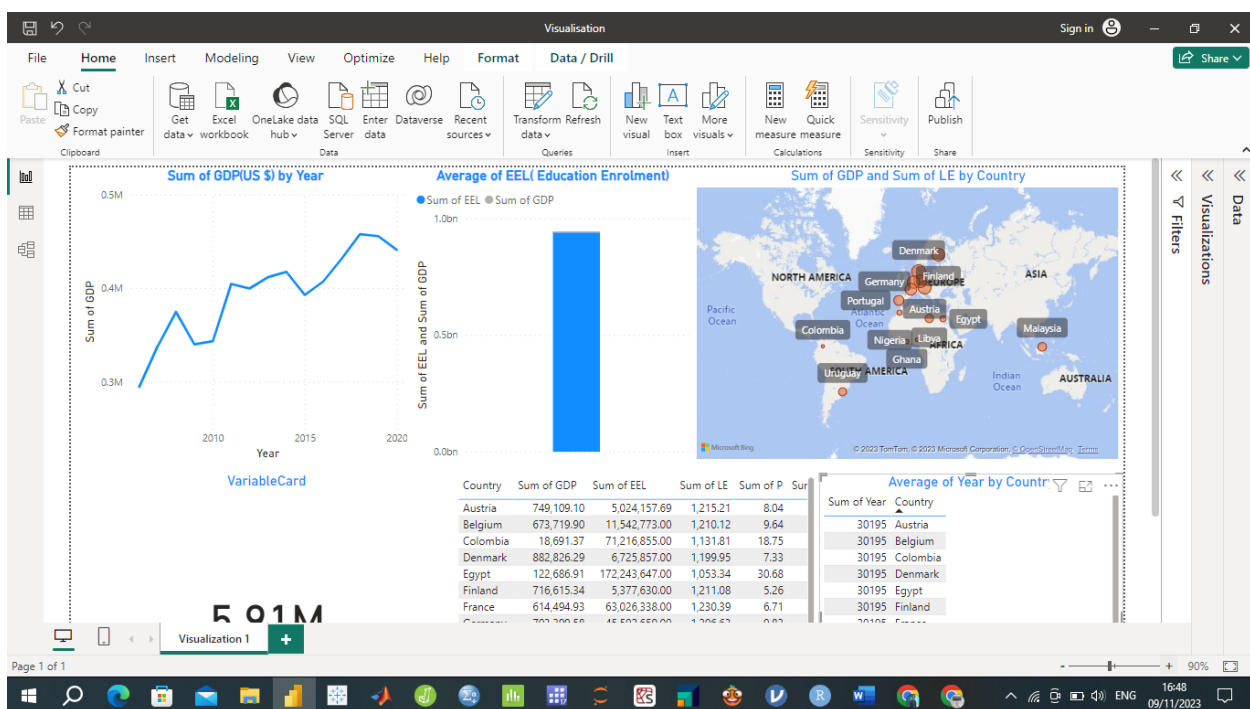 Visualisation
Sign in
File Home Insert Modeling View Optimize Help Format Data / Drill
Share
Paste
Cut
Copy
Format painter
Get data
Excel workbook
OneLake data hub
SQL Server
Enter data
Dataverse
Recent sources
Transform data
Refresh
New visual
Text box
More visuals
New measure
Quick measure
Sensitivity
Publish
Clipboard Data Queries Insert Calculations Sensitivity Share
Sum of GDP(US $) by Year
0.5M
0.4M
0.3M
Sum of GDP
2010 2015 2020
Year
Average of EEL( Education Enrolment)
Sum of EEL Sum of GDP
1.0bn
0.5bn
0.0bn
Sum of EEL and Sum of GDP
Sum of GDP and Sum of LE by Country
Denmark
NORTH AMERICA
Germany
Finland
EUROPE
ASIA
Portugal
Pacific Ocean
Atlantic Ocean
Austria
Egypt
Colombia
Malaysia
Nigeria
Libya
AFRICA
Ghana
Uruguay
SOUTH AMERICA
Indian Ocean
AUSTRALIA
Microsoft Bing
© 2023 TomTom, © 2023 Microsoft Corporation, © OpenStreetMap Terms
Filters
Visualizations
Data
VariableCard
5.91M
Country Sum of GDP Sum of EEL Sum of LE Sum of P Sur
Austria 749,109.10 5,024,157.69 1,215.21 8.04
Belgium 673,719.90 11,542,773.00 1,210.12 9.64
Colombia 18,691.37 71,216,855.00 1,131.81 18.75
Denmark 882,826.29 6,725,857.00 1,199.95 7.33
Egypt 122,686.91 172,243,647.00 1,053.34 30.68
Finland 716,615.34 5,377,630.00 1,211.08 5.26
France 614,494.93 63,026,338.00 1,230.39 6.71
Average of Year by Countr
Sum of Year Country
30195 Austria
30195 Belgium
30195 Colombia
30195 Denmark
30195 Egypt
30195 Finland
Visualization 1
Page 1 of 1
90%
ENG
16:48
09/11/2023